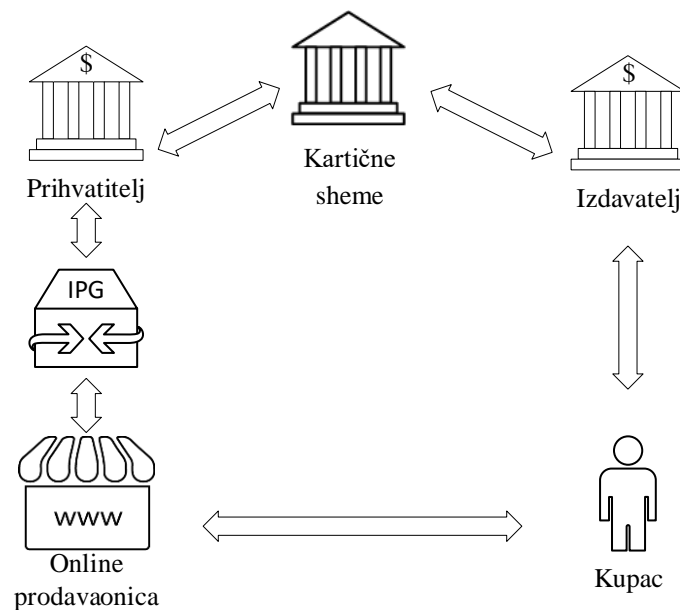 $
Prihvatitelj
Kartične
sheme
$
Izdavatelj
IPG
www
Online
prodavaonica
Kupac